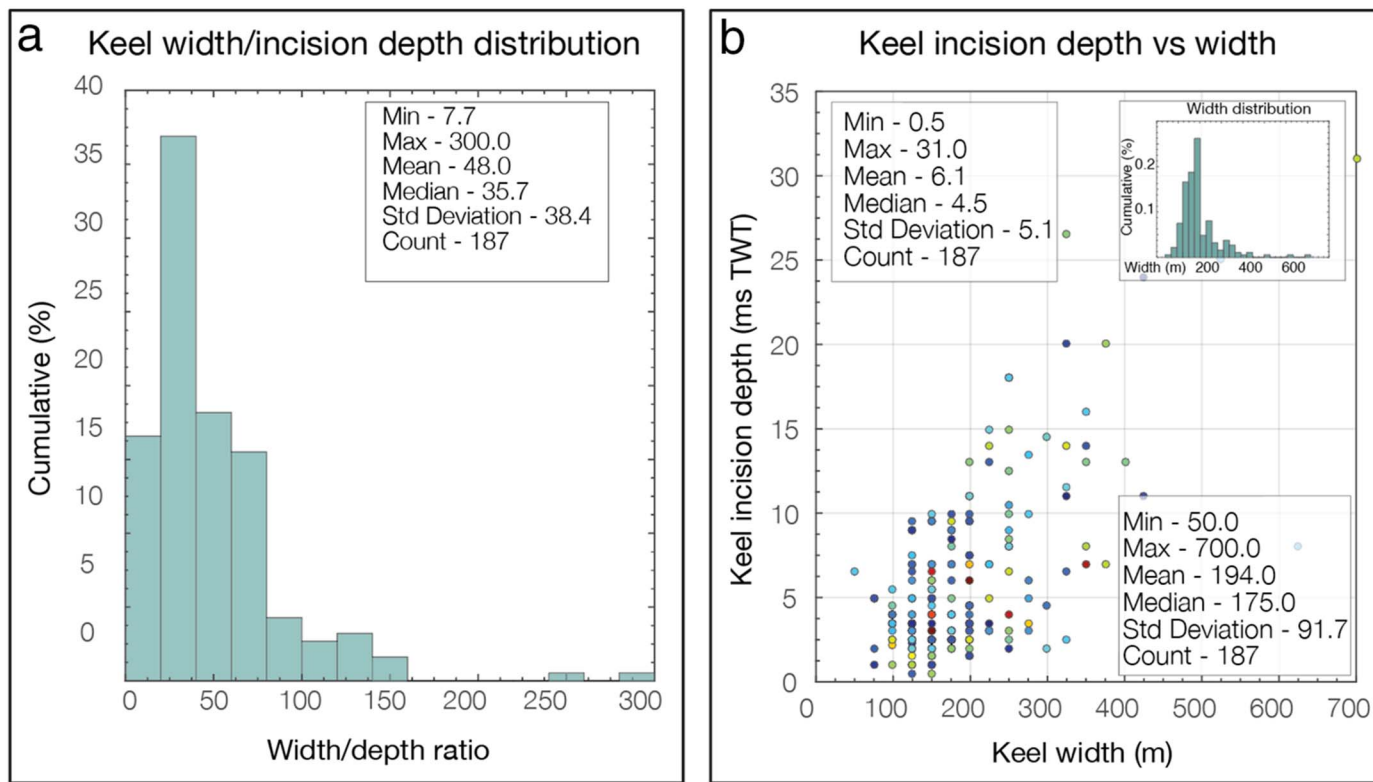 a
Keel width/incision depth distribution
40
35
30
25
20
15
10
5
0
Cumulative (%)
Min - 7.7
Max - 300.0
Mean - 48.0
Median - 35.7
Std Deviation - 38.4
Count - 187
0
50
100
150
200
250
300
Width/depth ratio
b
Keel incision depth vs width
35
30
25
20
15
10
5
0
Keel incision depth (ms TWT)
Min - 0.5
Max - 31.0
Mean - 6.1
Median - 4.5
Std Deviation - 5.1
Count - 187
Width distribution
Cumulative (%)
0.2
0.1
Width (m)
200
400
600
Min - 50.0
Max - 700.0
Mean - 194.0
Median - 175.0
Std Deviation - 91.7
Count - 187
0
100
200
300
400
500
600
700
Keel width (m)